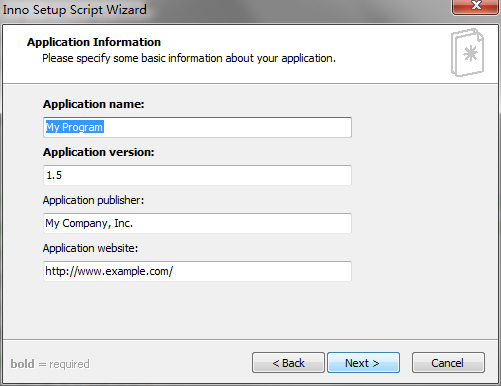 Inno Setup Script Wizard
Application Information
Please specify some basic information about your application.
Application name:
My Program
Application version:
1.5
Application publisher:
My Company, Inc.
Application website:
http://www.example.com/
bold = required
< Back
Next >
Cancel